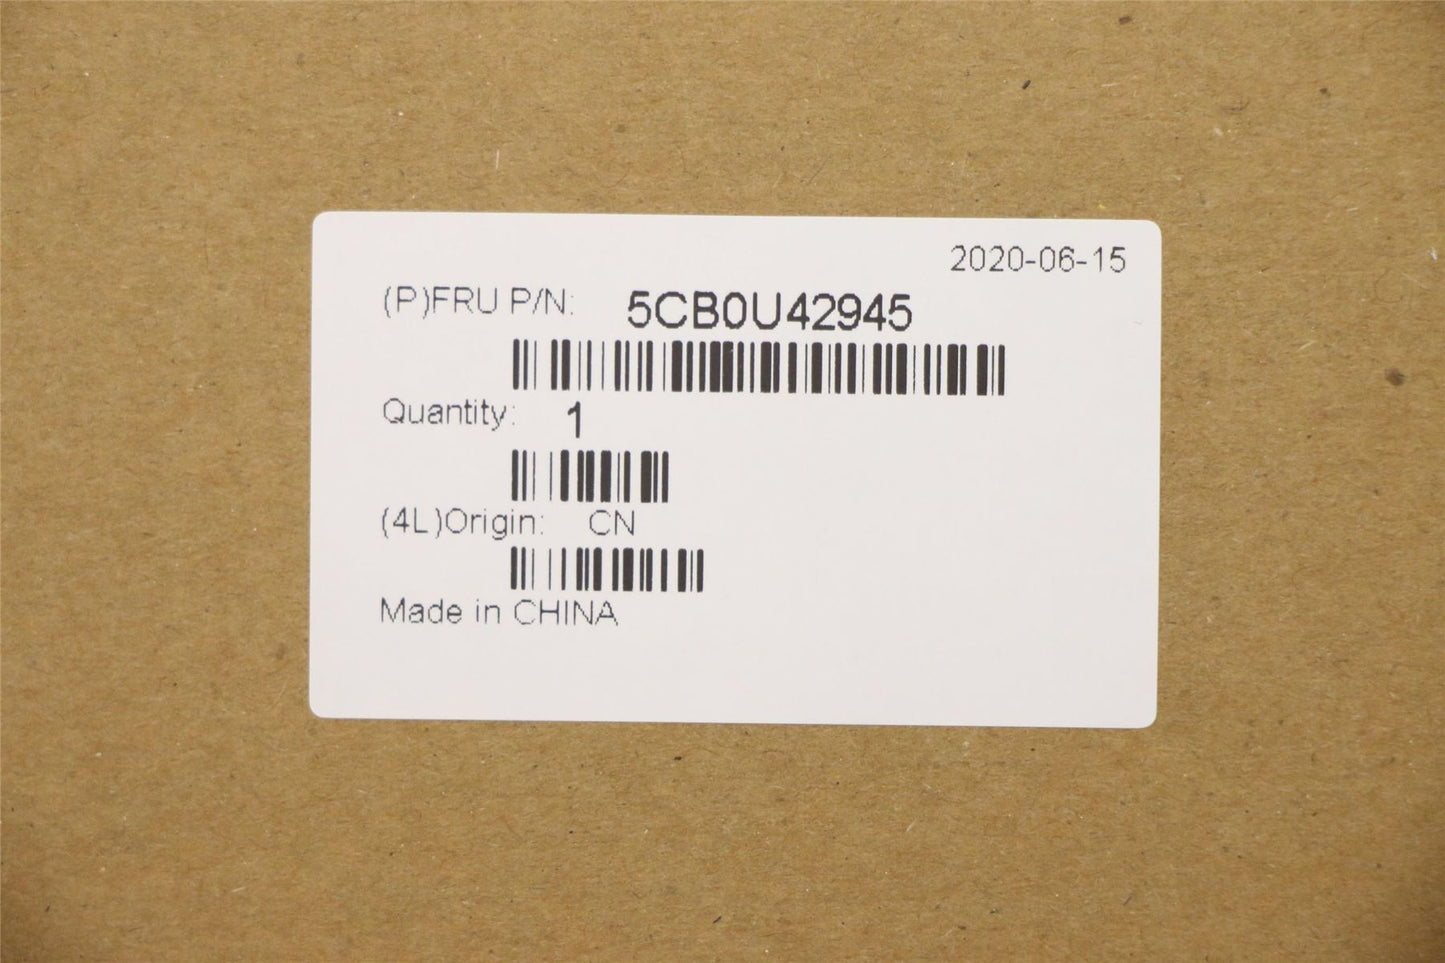 2020-06-15
(P)FRU P/N: 5CB0U42945
Quantity: 1
(4L)Origin: CN
Made in CHINA